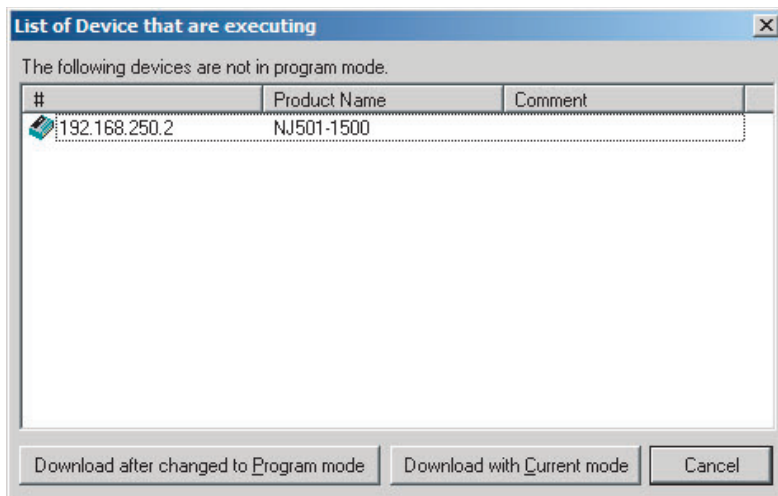 List of Device that are executing
The following devices are not in program mode.
# Product Name Comment
192.168.250.2 NJ501-1500
Download after changed to Program mode Download with Current mode Cancel